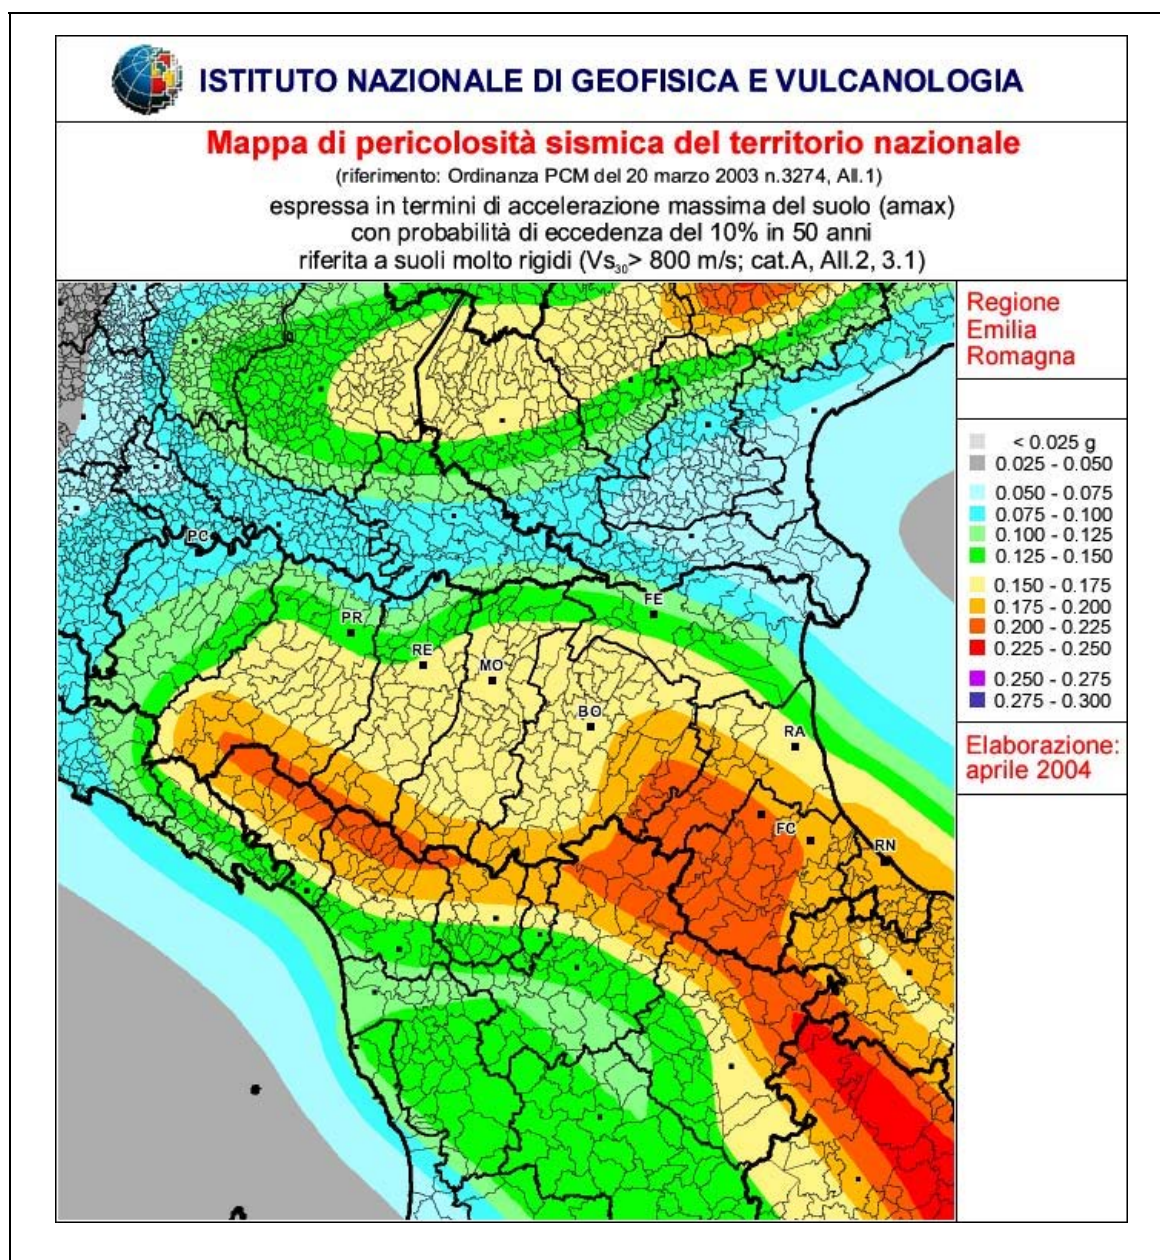 ISTITUTO NAZIONALE DI GEOFISICA E VULCANOLOGIA
Mappa di pericolosità sismica del territorio nazionale
(riferimento: Ordinanza PCM del 20 marzo 2003 n.3274, All.1)
espressa in termini di accelerazione massima del suolo (amax)
con probabilità di eccedenza del 10% in 50 anni
riferita a suoli molto rigidi (Vs30> 800 m/s; cat.A, All.2, 3.1)
Regione
Emilia
Romagna
< 0.025 g
0.025 - 0.050
0.050 - 0.075
0.075 - 0.100
0.100 - 0.125
0.125 - 0.150
0.150 - 0.175
0.175 - 0.200
0.200 - 0.225
0.225 - 0.250
0.250 - 0.275
0.275 - 0.300
Elaborazione:
aprile 2004
PC
FE
PR
RE
MO
BO
RA
FC
RN